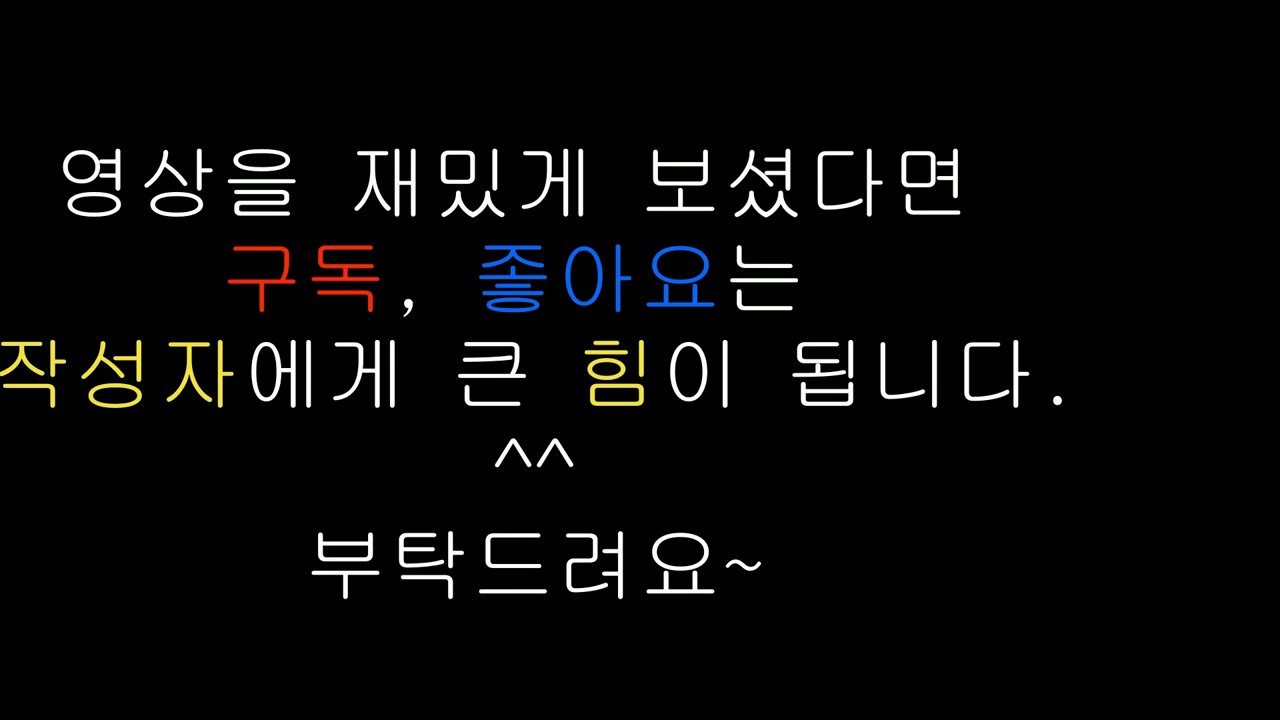 영상을 재밌게 보셨다면
구독, 좋아요는
작성자에게 큰 힘이 됩니다.
^^
부탁드려요~